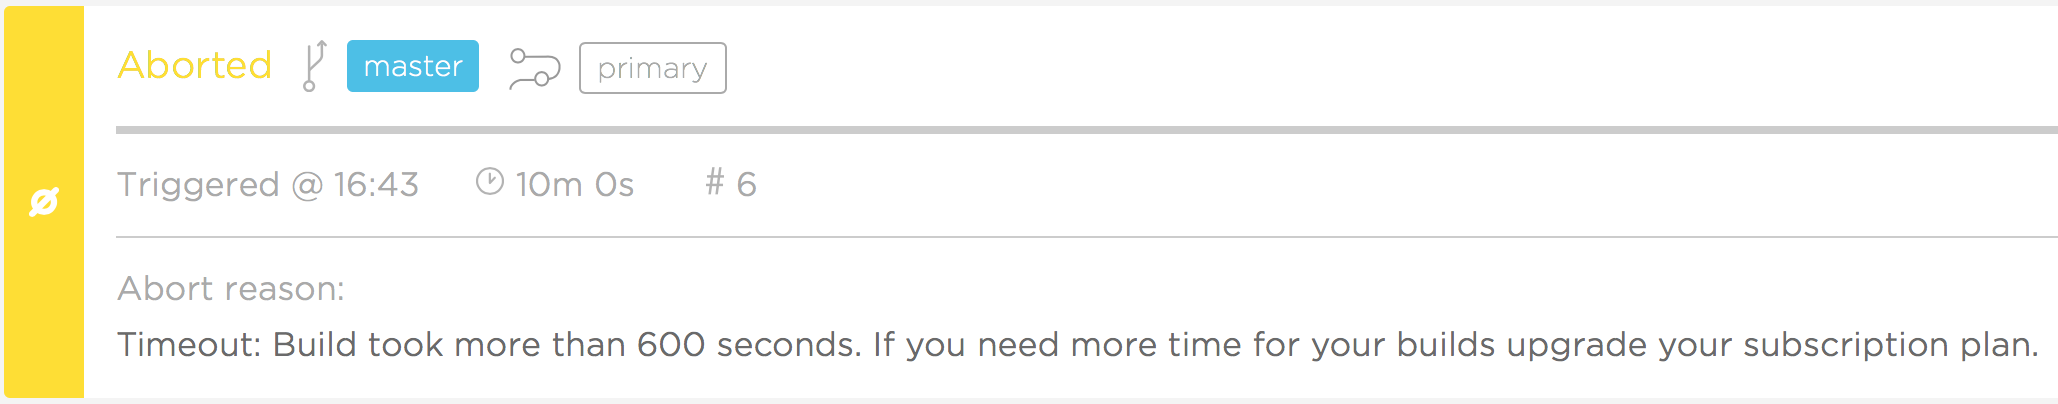 Aborted master primary
Triggered @ 16:43 10m 0s # 6
Abort reason:
Timeout: Build took more than 600 seconds. If you need more time for your builds upgrade your subscription plan.